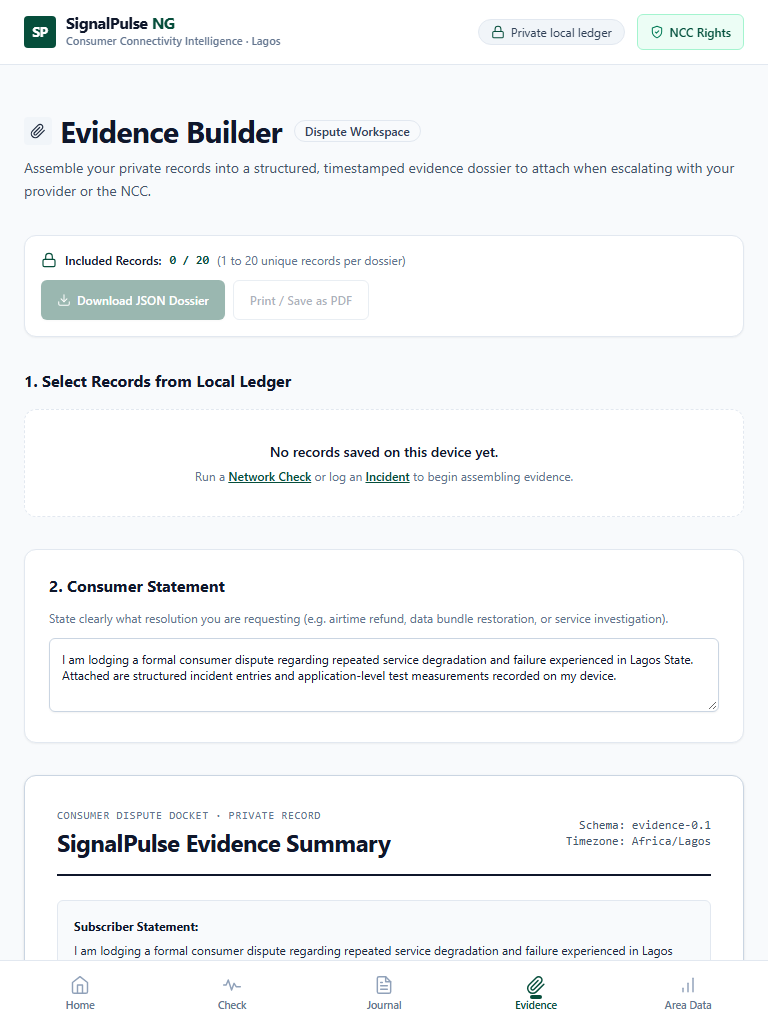 SP
SignalPulse NG
Consumer Connectivity Intelligence · Lagos
Private local ledger
NCC Rights
Evidence Builder
Dispute Workspace
Assemble your private records into a structured, timestamped evidence dossier to attach when escalating with your
provider or the NCC.
Included Records: 0 / 20 (1 to 20 unique records per dossier)
Download JSON Dossier
Print / Save as PDF
1. Select Records from Local Ledger
No records saved on this device yet.
Run a Network Check or log an Incident to begin assembling evidence.
2. Consumer Statement
State clearly what resolution you are requesting (e.g. airtime refund, data bundle restoration, or service investigation).
I am lodging a formal consumer dispute regarding repeated service degradation and failure experienced in Lagos State.
Attached are structured incident entries and application-level test measurements recorded on my device.
CONSUMER DISPUTE DOCKET · PRIVATE RECORD
SignalPulse Evidence Summary
Schema: evidence-0.1
Timezone: Africa/Lagos
Subscriber Statement:
I am lodging a formal consumer dispute regarding repeated service degradation and failure experienced in Lagos
Home
Check
Journal
Evidence
Area Data